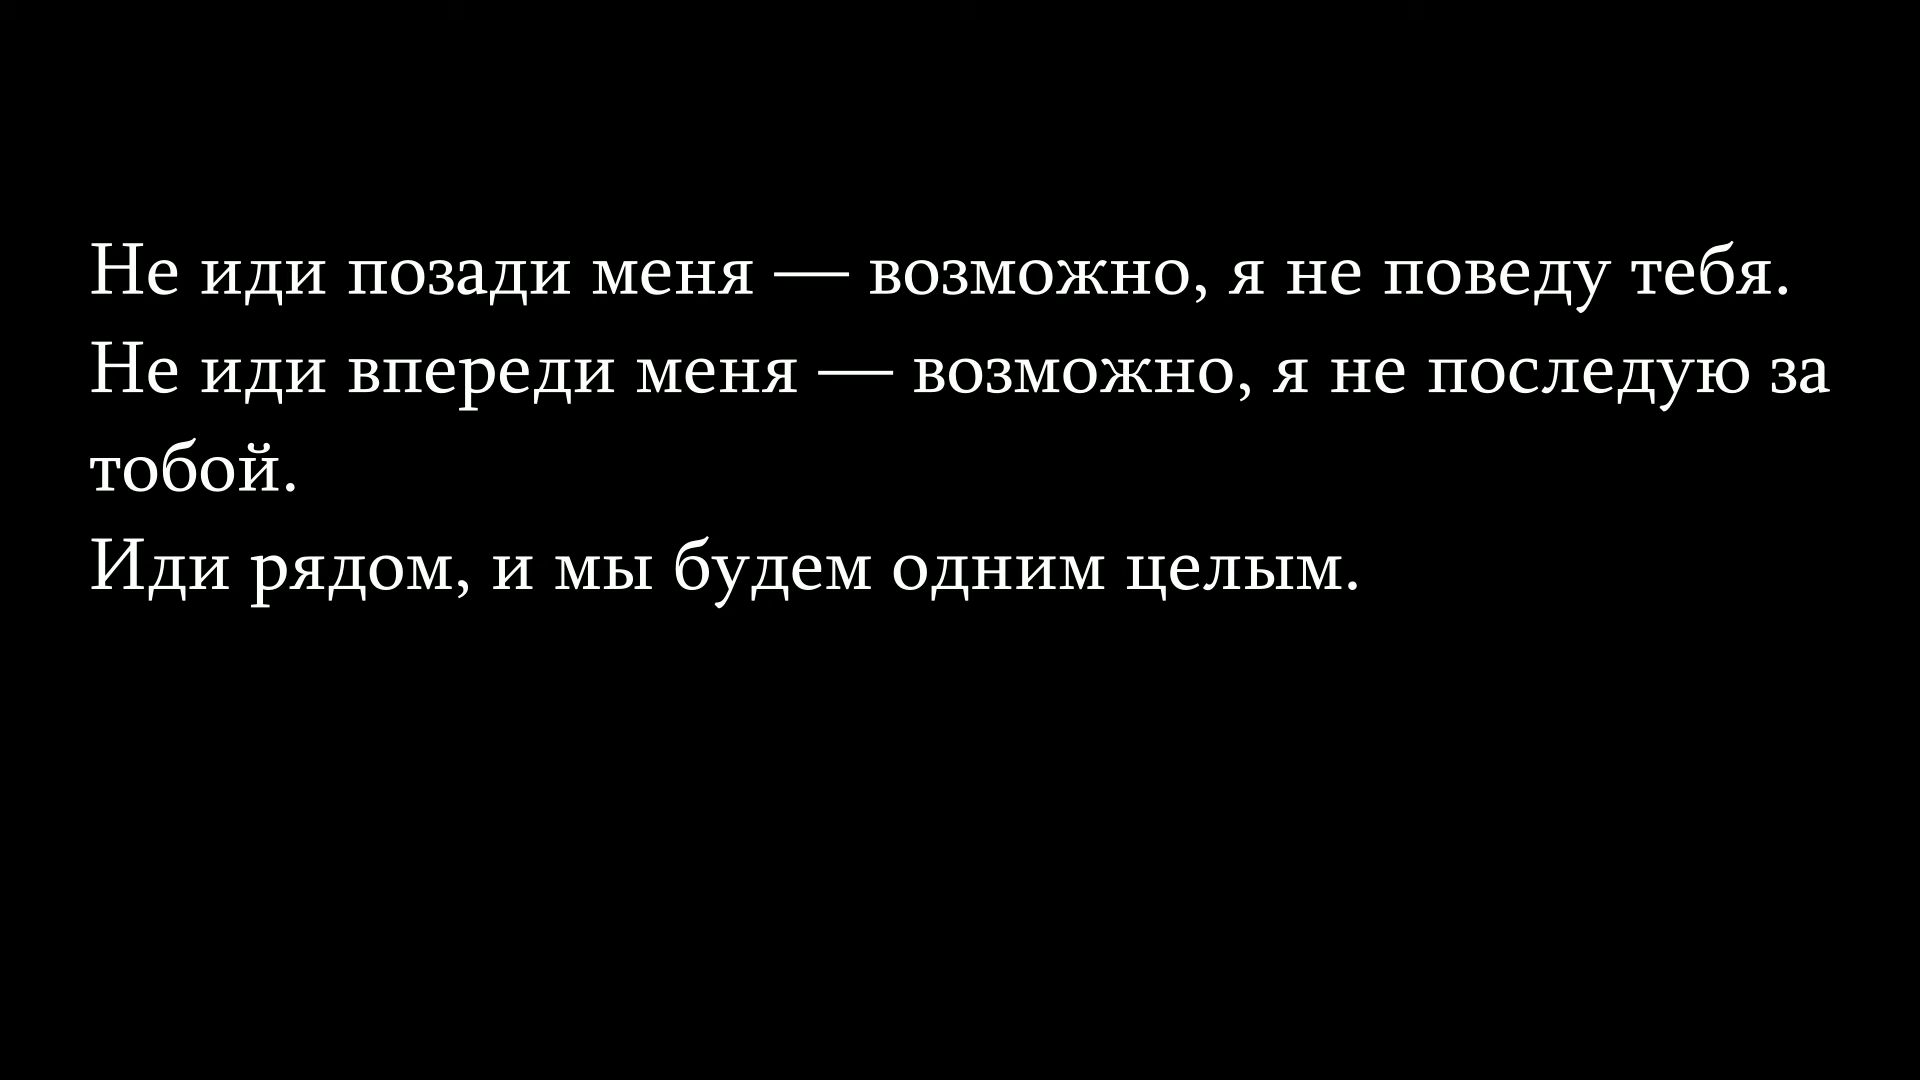 Не иди позади меня — возможно, я не поведу тебя.
Не иди впереди меня — возможно, я не последую за
тобой.
Иди рядом, и мы будем одним целым.